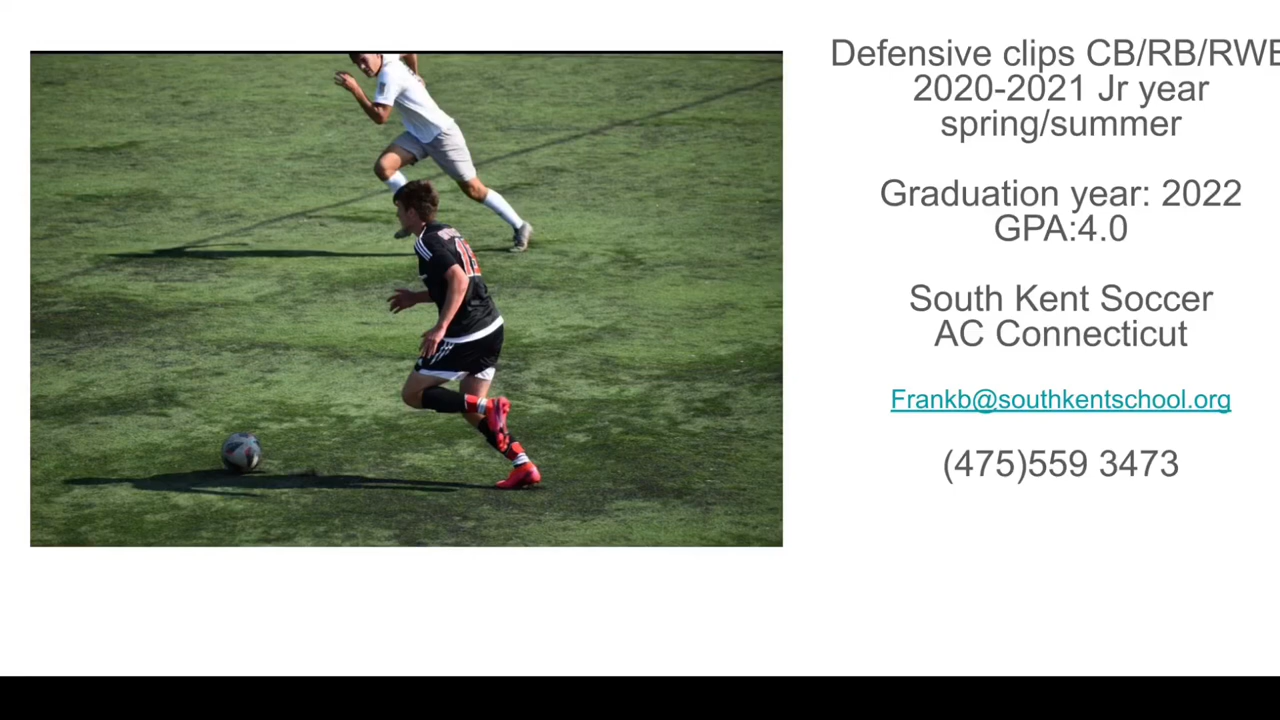 Defensive clips CB/RB/RWB
2020-2021 Jr year
spring/summer
Graduation year: 2022
GPA:4.0
South Kent Soccer
AC Connecticut
Frankb@southkentschool.org
(475)559 3473